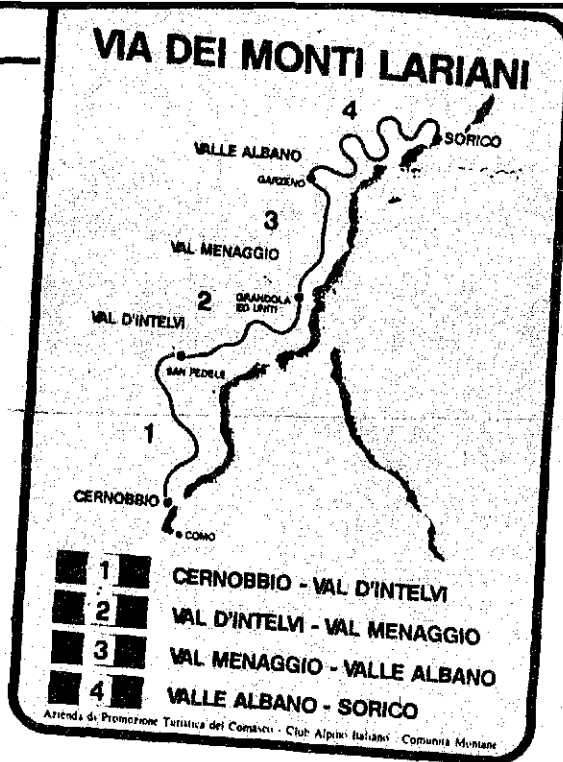 VIA DEI MONTI LARIANI
4
SORICO
VALLE ALBANO
GARZENO
3
VAL MENAGGIO
2
GRANDOLA
ED UNITI
VAL D'INTELVI
SAN FEDELE
1
CERNOBBIO
COMO
1 CERNOBBIO - VAL D'INTELVI
2 VAL D'INTELVI - VAL MENAGGIO
3 VAL MENAGGIO - VALLE ALBANO
4 VALLE ALBANO - SORICO
Azienda di Promozione Turistica del Comasco - Club Alpino Italiano - Comunità Montane